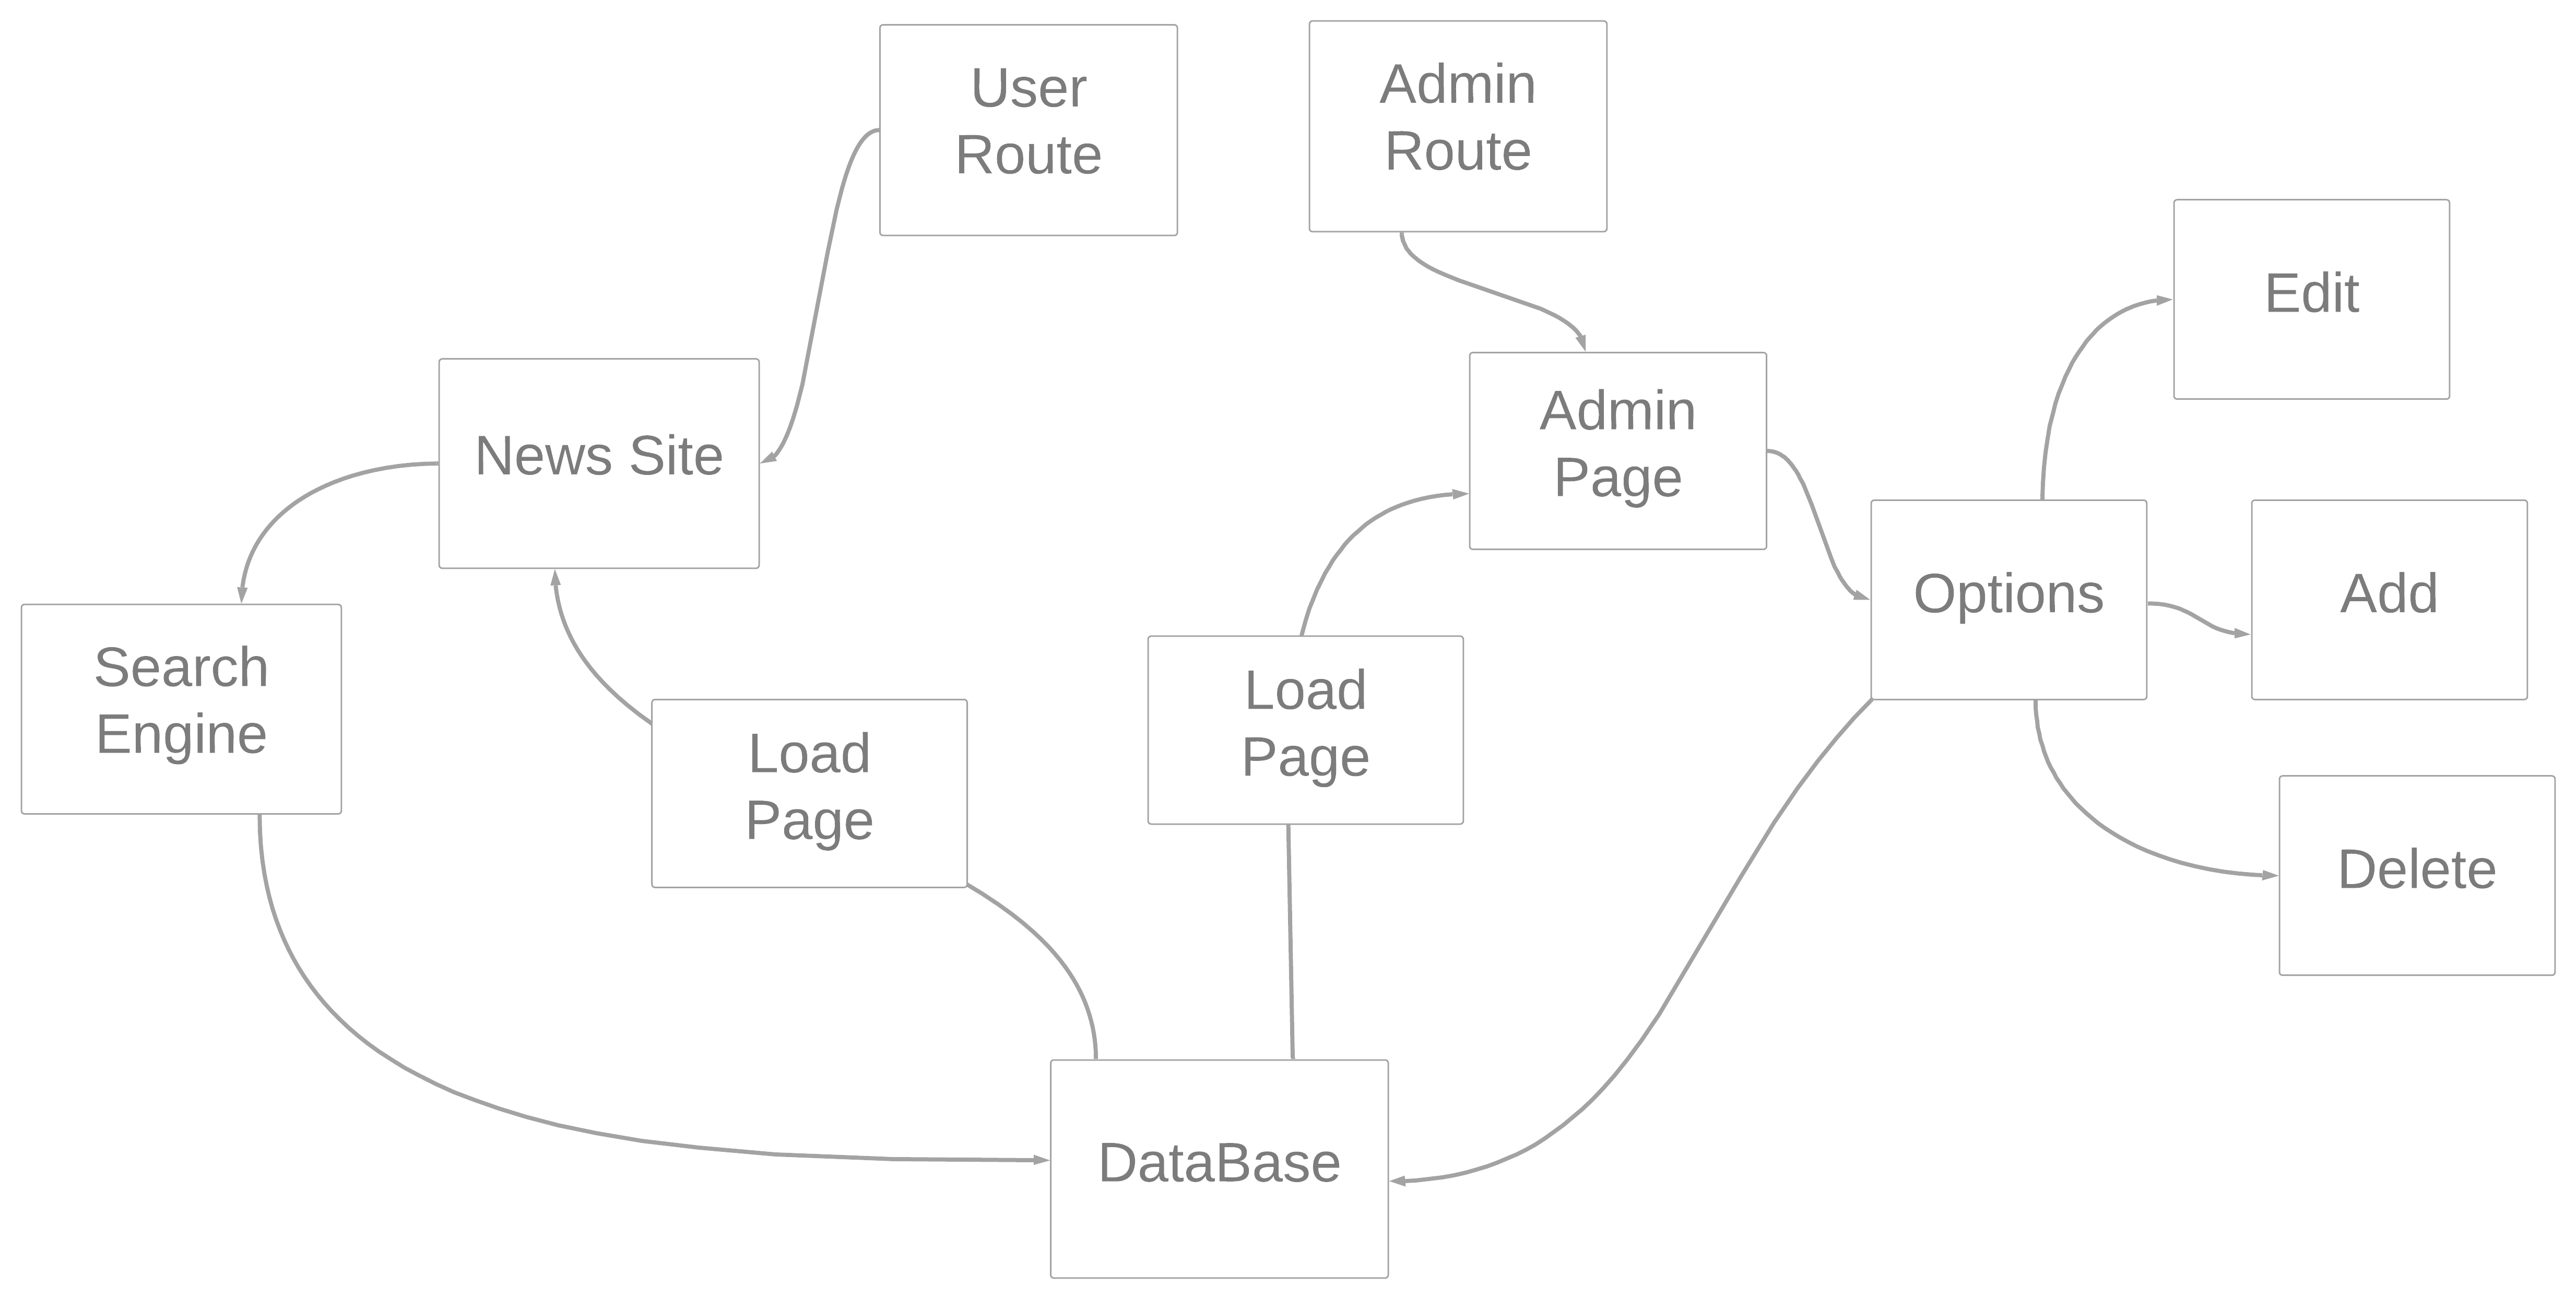 User
Route
Admin
Route
Edit
News Site
Admin
Page
Options
Add
Search
Engine
Load
Page
Load
Page
Delete
DataBase